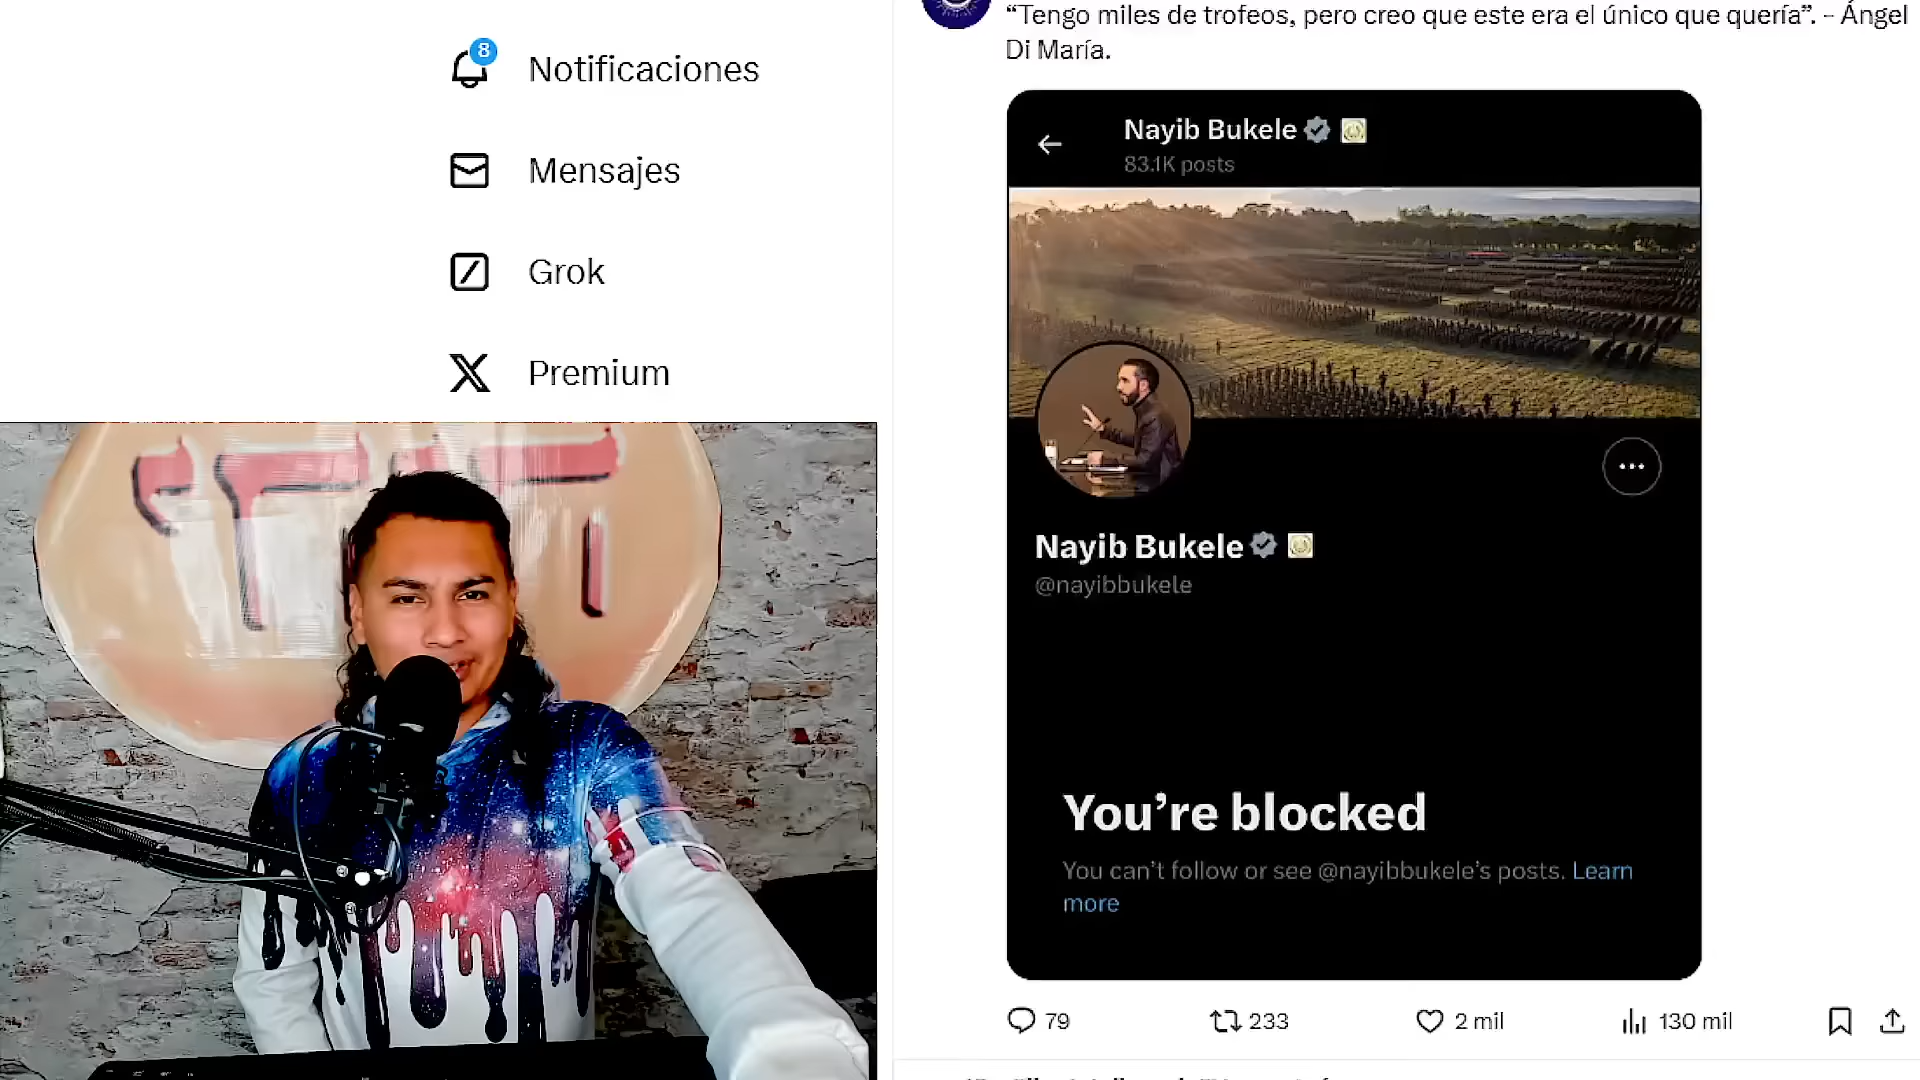 8
Notificaciones
Mensajes
Grok
Premium
“Tengo miles de trofeos, pero creo que este era el único que quería”. - Ángel
Di María.
Nayib Bukele
83.1K posts
Nayib Bukele
@nayibbukele
You’re blocked
You can’t follow or see @nayibbukele’s posts. Learn
more
79
233
2 mil
130 mil